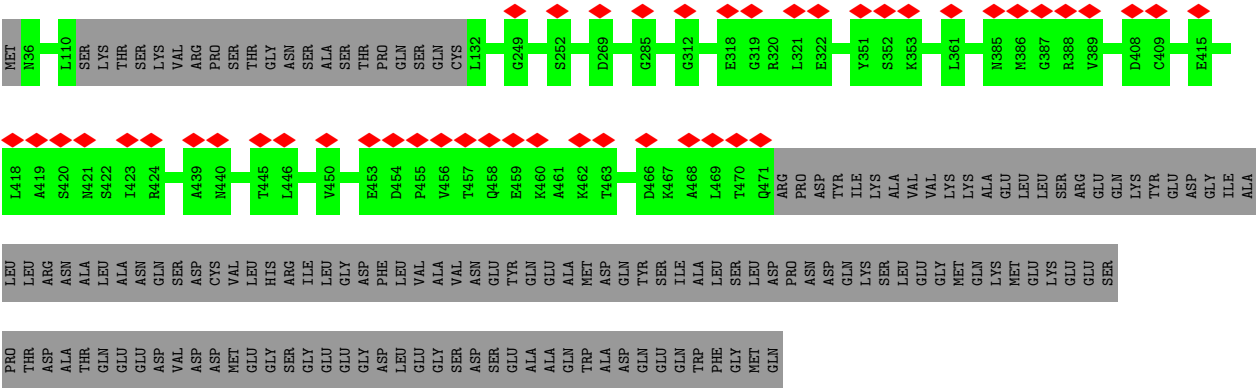 MET N36 L110 SER LYS THR SER LYS VAL ARG PRO SER THR GLY ASN SER ALA SER THR PRO GLN SER GLN CYS L132 G249 S252 D269 G285 G312 E318 G319 R320 L321 E322 Y351 S352 K353 L361 N385 M386 G387 R388 V389 D408 C409 E415
L418 A419 S420 N421 S422 I423 R424 A439 N440 T445 L446 V450 E453 D454 P455 V456 T457 Q458 E459 K460 A461 K462 T463 D466 K467 A468 L469 T470 Q471 ARG PRO ASP TYR ILE LYS ALA VAL VAL LYS LYS ALA GLU LEU LEU SER ARG GLU GLN LYS TYR GLU ASP GLY ILE ALA
LEU LEU ARG ASN ALA LEU ALA ASN GLN SER ASP CYS VAL LEU HIS ARG ILE LEU GLY ASP PHE LEU VAL ALA VAL ASN GLU TYR GLN GLU ALA MET ASP GLN TYR SER ILE ALA LEU SER LEU ASP PRO ASN ASP GLN LYS SER LEU GLU GLY MET GLN LYS MET GLU LYS GLU GLU SER
PRO THR ASP ALA THR GLN GLU GLU ASP VAL ASP ASP MET GLU GLY SER GLY GLU GLU GLY ASP LEU GLU GLY SER ASP SER GLU ALA ALA GLN TRP ALA ASP GLN GLU GLN TRP PHE GLY MET GLN